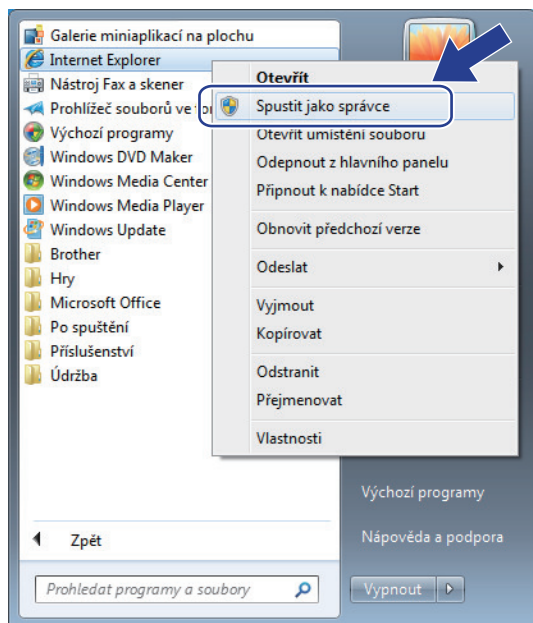 Galerie miniaplikací na plochu
Internet Explorer
Nástroj Fax a skener
Prohlížeč souborů ve
Výchozí programy
Windows DVD Maker
Windows Media Center
Windows Media Player
Windows Update
Brother
Hry
Microsoft Office
Po spuštění
Příslušenství
Údržba
Zpět
Prohledat programy a soubory
Otevřít
Spustit jako správce
Otevřít umístění souboru
Odepnout z hlavního panelu
Připnout k nabídce Start
Obnovit předchozí verze
Odeslat
Vyjmout
Kopírovat
Odstranit
Přejmenovat
Vlastnosti
Výchozí programy
Nápověda a podpora
Vypnout